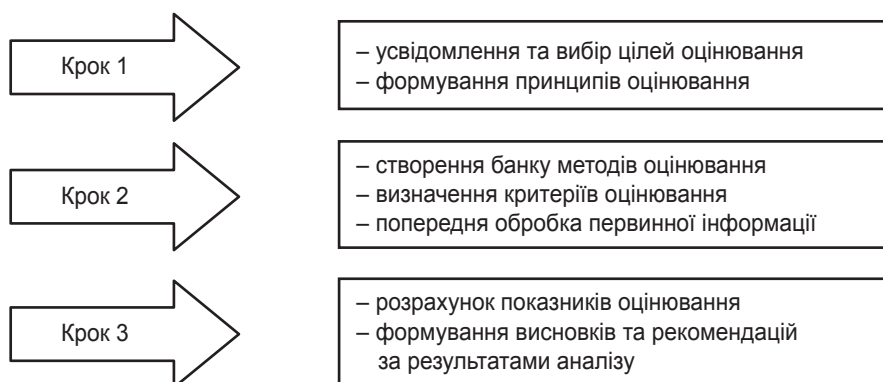 Крок 1
– усвідомлення та вибір цілей оцінювання
– формування принципів оцінювання
Крок 2
– створення банку методів оцінювання
– визначення критеріїв оцінювання
– попередня обробка первинної інформації
Крок 3
– розрахунок показників оцінювання
– формування висновків та рекомендацій
за результатами аналізу